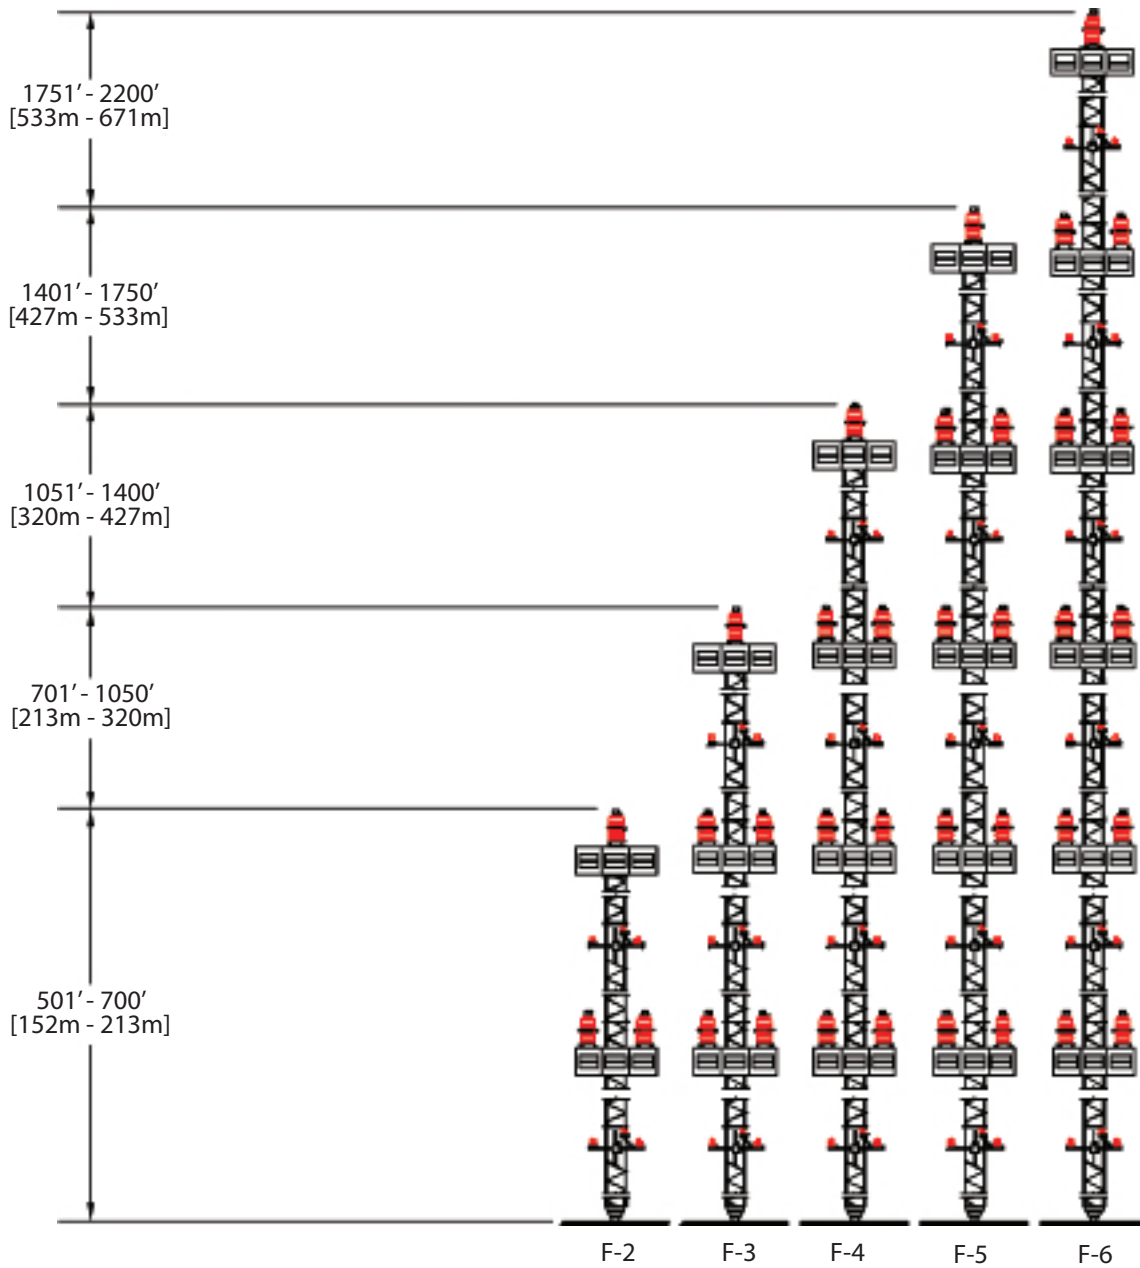 1751′ - 2200′
[533m - 671m]
1401′ - 1750′
[427m - 533m]
1051′ - 1400′
[320m - 427m]
701′ - 1050′
[213m - 320m]
501′ - 700′
[152m - 213m]
F-2 F-3 F-4 F-5 F-6